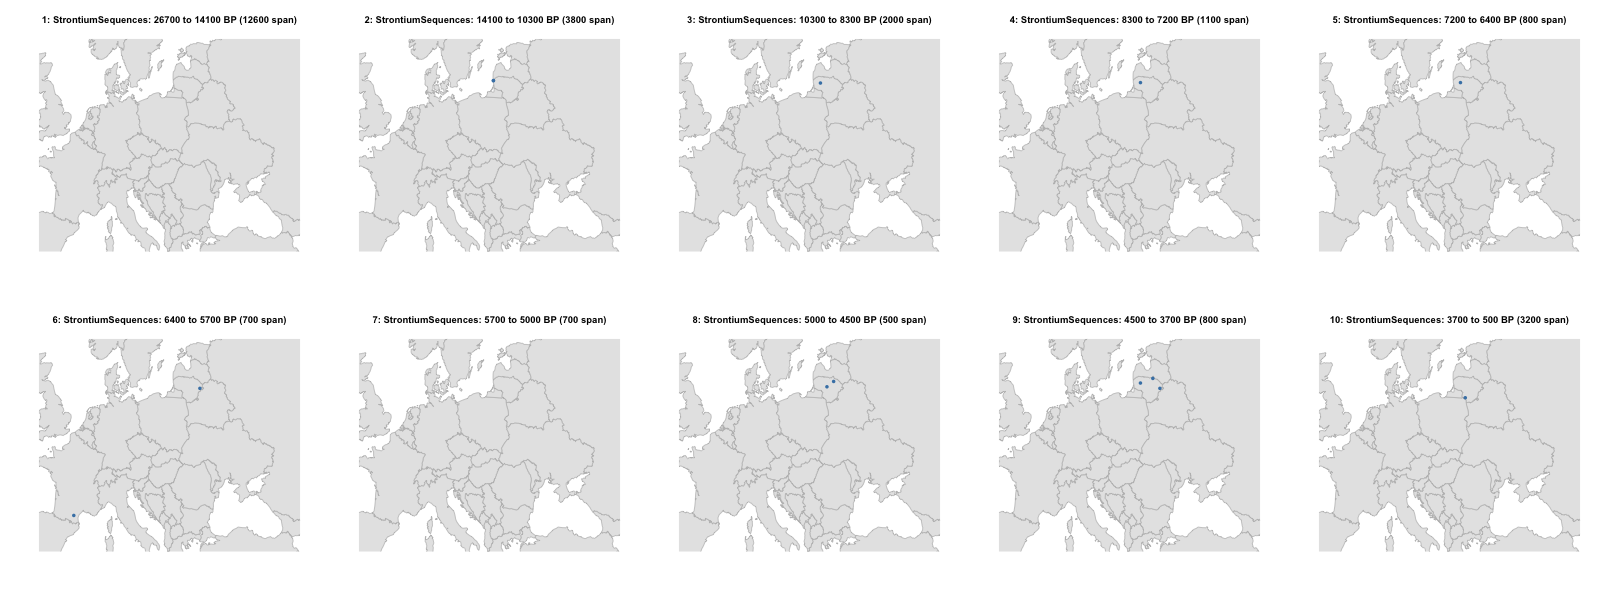 1: StrontiumSequences: 26700 to 14100 BP (12600 span)
2: StrontiumSequences: 14100 to 10300 BP (3800 span)
3: StrontiumSequences: 10300 to 8300 BP (2000 span)
4: StrontiumSequences: 8300 to 7200 BP (1100 span)
5: StrontiumSequences: 7200 to 6400 BP (800 span)
6: StrontiumSequences: 6400 to 5700 BP (700 span)
7: StrontiumSequences: 5700 to 5000 BP (700 span)
8: StrontiumSequences: 5000 to 4500 BP (500 span)
9: StrontiumSequences: 4500 to 3700 BP (800 span)
10: StrontiumSequences: 3700 to 500 BP (3200 span)